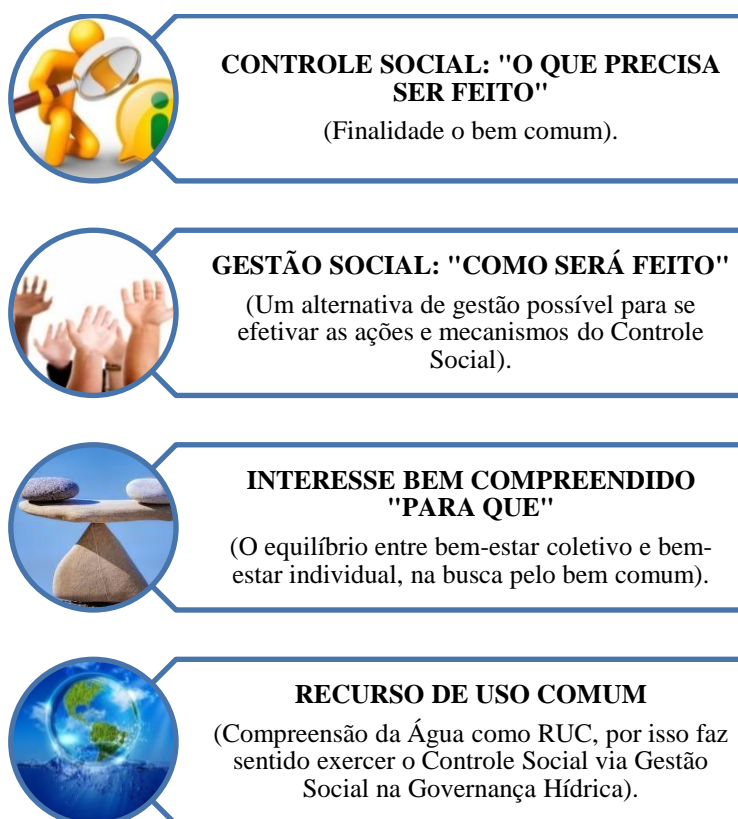 CONTROLE SOCIAL: "O QUE PRECISA
SER FEITO"
(Finalidade o bem comum).
GESTÃO SOCIAL: "COMO SERÁ FEITO"
(Um alternativa de gestão possível para se
efetivar as ações e mecanismos do Controle
Social).
INTERESSE BEM COMPREENDIDO
"PARA QUE"
(O equilíbrio entre bem-estar coletivo e bem-
estar individual, na busca pelo bem comum).
RECURSO DE USO COMUM
(Compreensão da Água como RUC, por isso faz
sentido exercer o Controle Social via Gestão
Social na Governança Hídrica).